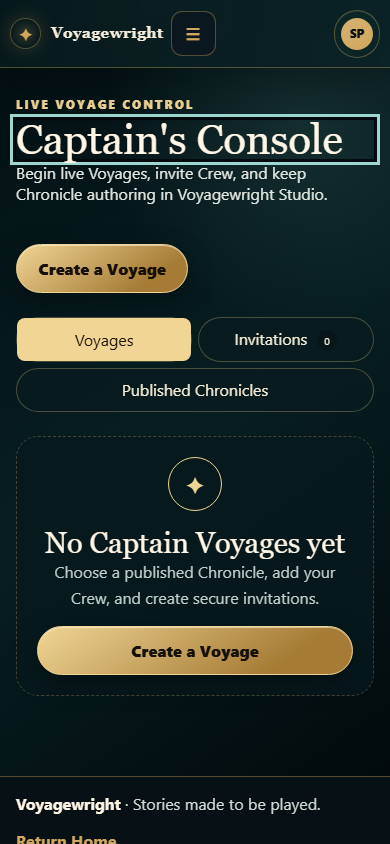 Voyagewright
SP
LIVE VOYAGE CONTROL
Captain's Console
Begin live Voyages, invite Crew, and keep
Chronicle authoring in Voyagewright Studio.
Create a Voyage
Voyages
Invitations 0
Published Chronicles
No Captain Voyages yet
Choose a published Chronicle, add your
Crew, and create secure invitations.
Create a Voyage
Voyagewright · Stories made to be played.
Return Home